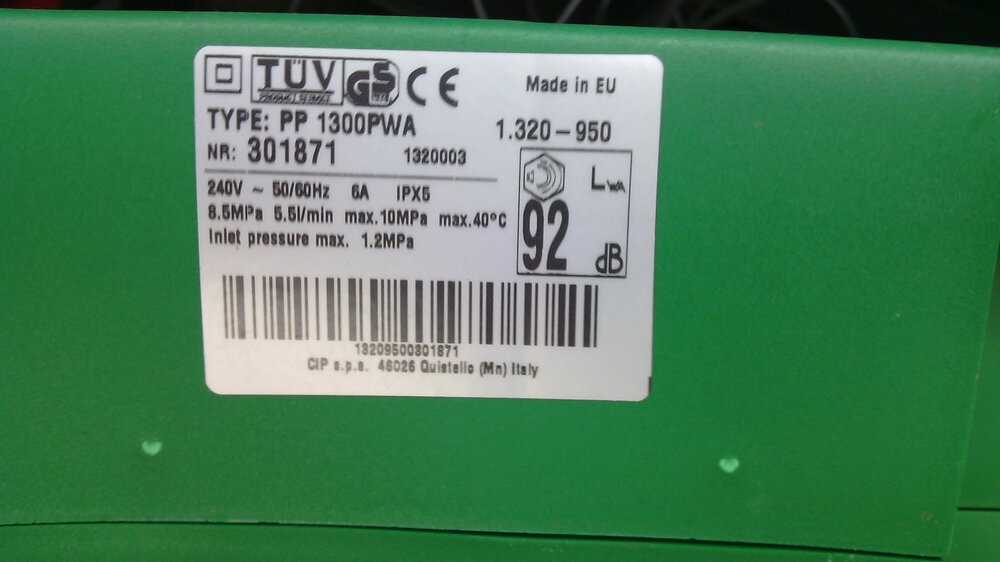 TÜV GS CE Made in EU
TYPE: PP 1300PWA 1.320-950
NR: 301871 1320003
240V ~ 50/60Hz 6A IPX5
8.5MPa 5.5l/min max.10MPa max.40°C
Inlet pressure max. 1.2MPa
LWA
92 dB
13209500301871
CIP s.p.a. 46026 Quistello (Mn) Italy